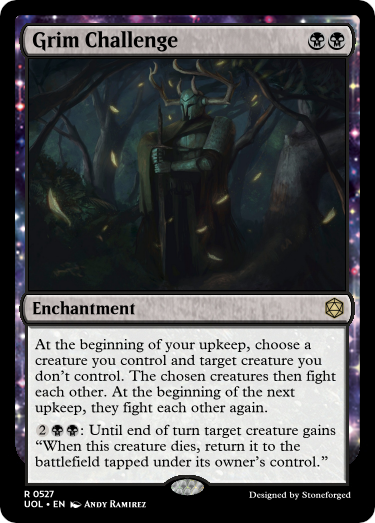 Grim Challenge
Enchantment
At the beginning of your upkeep, choose a
creature you control and target creature you
don't control. The chosen creatures then fight
each other. At the beginning of the next
upkeep, they fight each other again.
2: Until end of turn target creature gains
"When this creature dies, return it to the
battlefield tapped under its owner's control."
R 0527
UOL • EN Andy Ramirez
Designed by Stoneforged